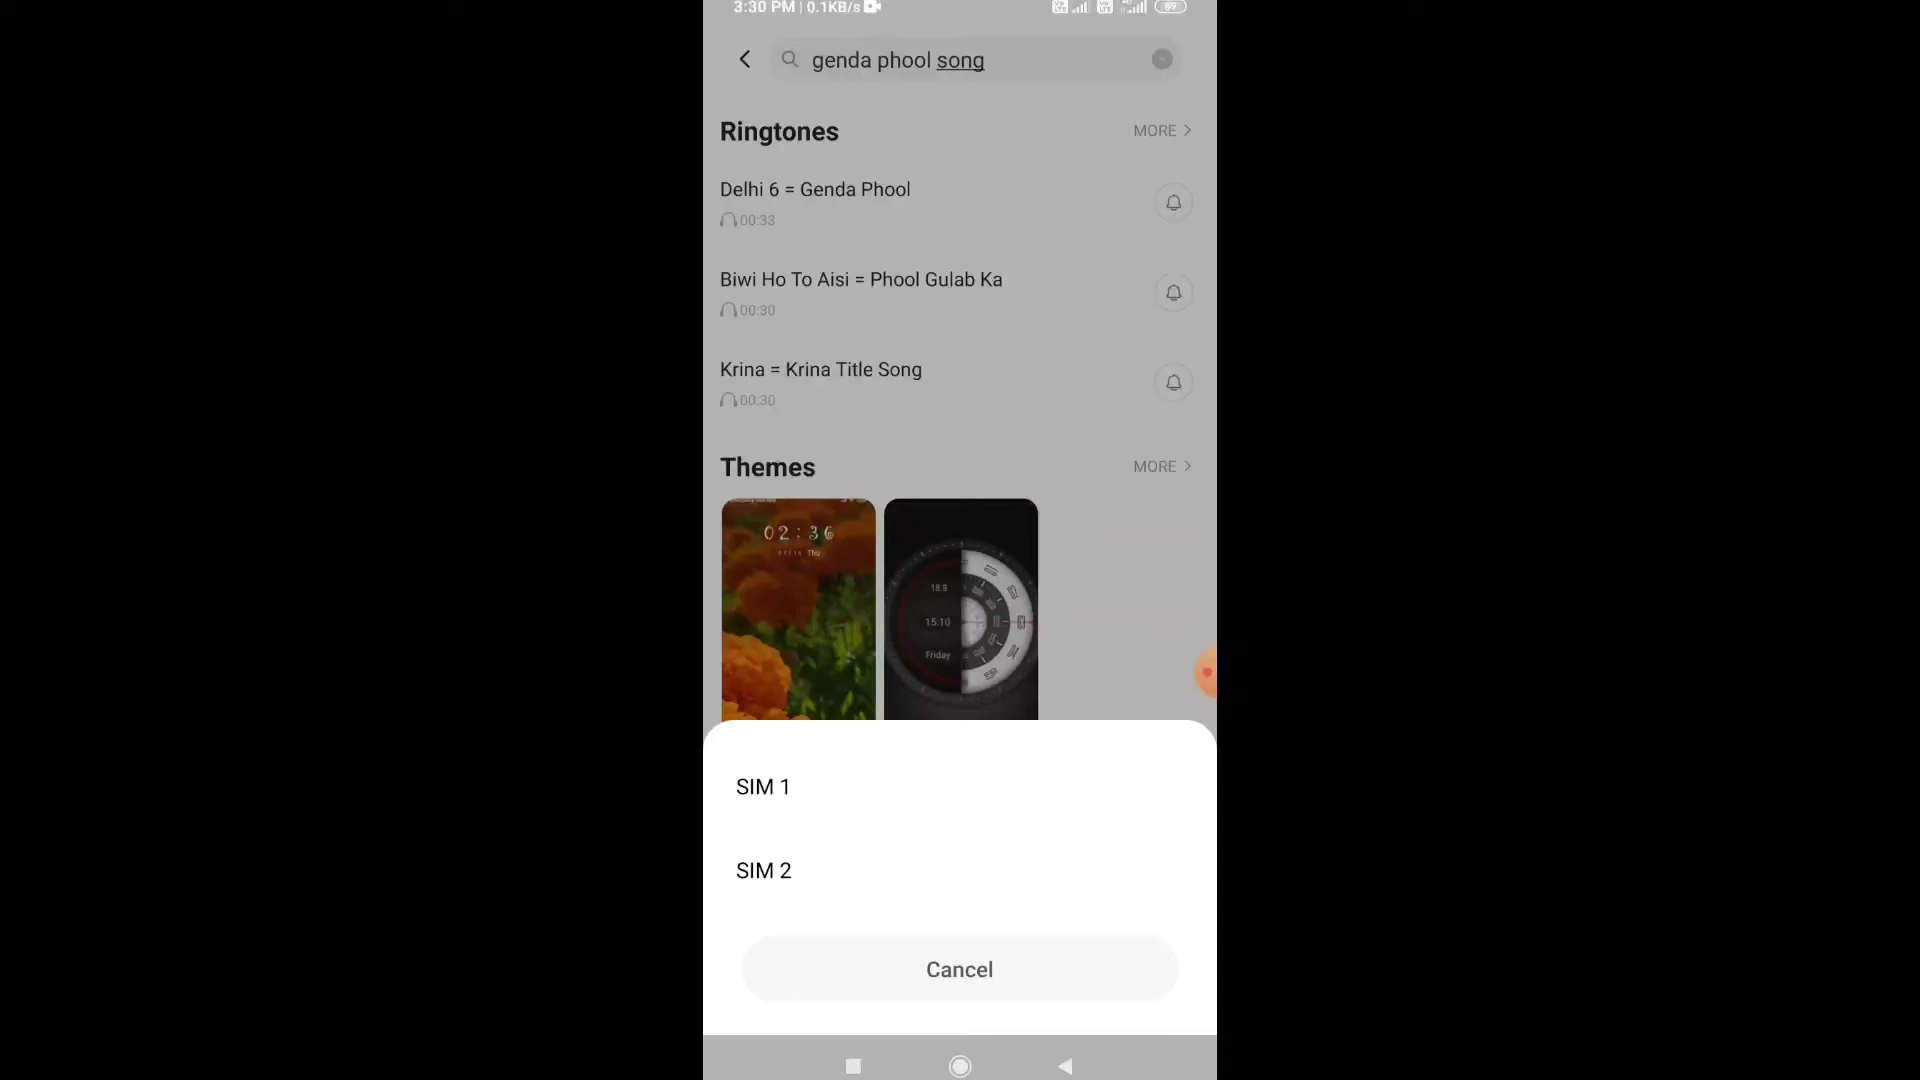 3:30 PM | 0.1KB/s
89
genda phool song
Ringtones
MORE
Delhi 6 = Genda Phool
00:33
Biwi Ho To Aisi = Phool Gulab Ka
00:30
Krina = Krina Title Song
00:30
Themes
MORE
02:36
Thu
18.8
15:10
Friday
SIM 1
SIM 2
Cancel